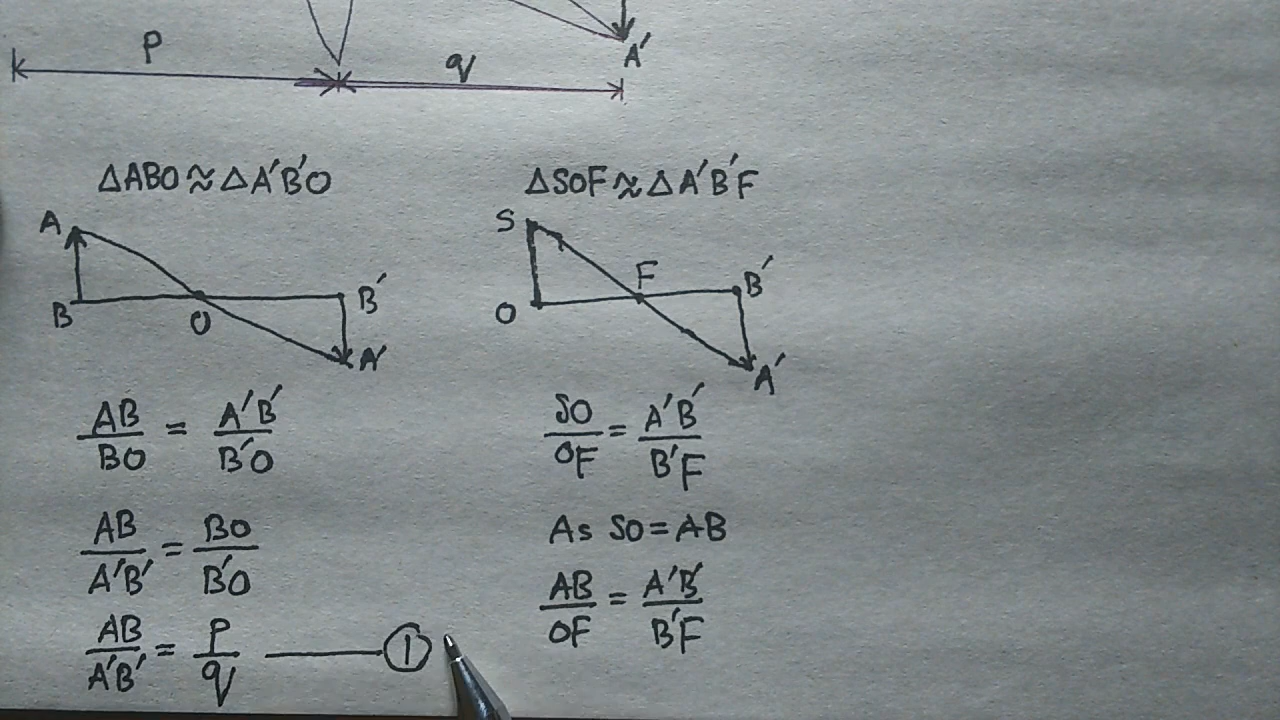 P
q
A'
ΔABO≈ΔA'B'O
A
B
O
B'
A'
AB/BO = A'B'/B'O
AB/A'B' = BO/B'O
AB/A'B' = P/q ——— ①
ΔSOF≈ΔA'B'F
S
O
F
B'
A'
SO/OF = A'B'/B'F
As SO=AB
AB/OF = A'B'/B'F